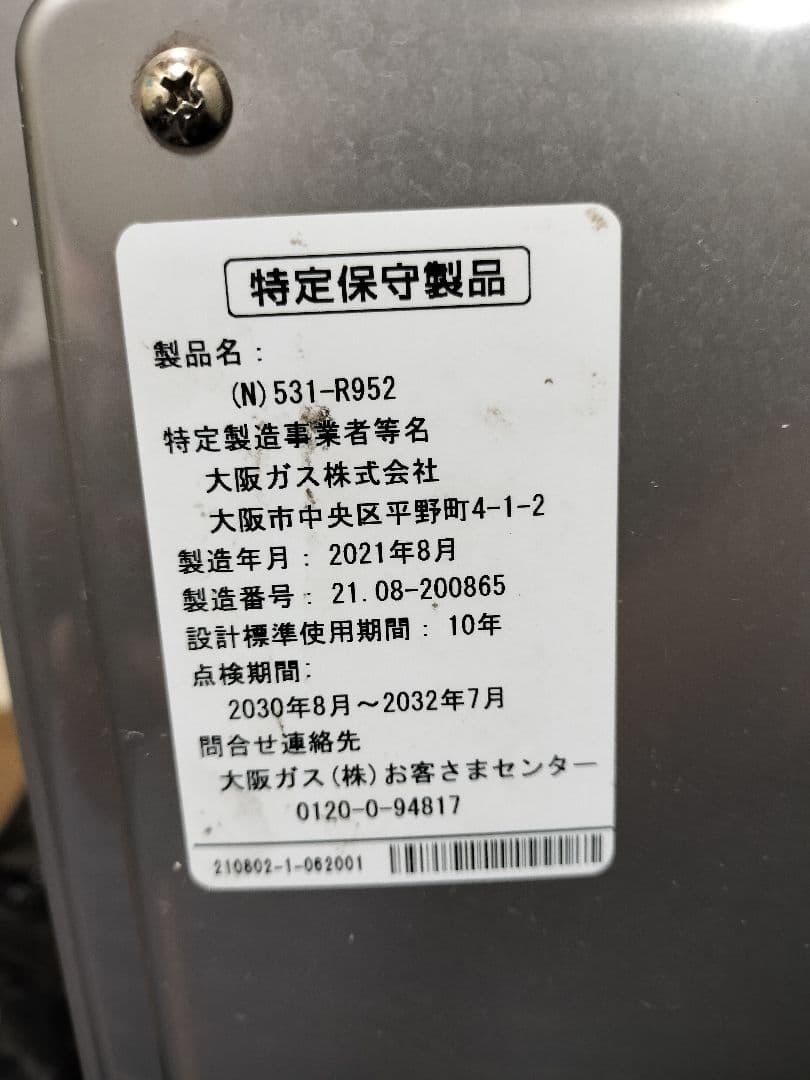 特定保守製品
製品名：
(N)531-R952
特定製造事業者等名
大阪ガス株式会社
大阪市中央区平野町4-1-2
製造年月： 2021年8月
製造番号： 21.08-200865
設計標準使用期間： 10年
点検期間：
2030年8月～2032年7月
問合せ連絡先
大阪ガス(株)お客さまセンター
0120-0-94817
210802-1-062001